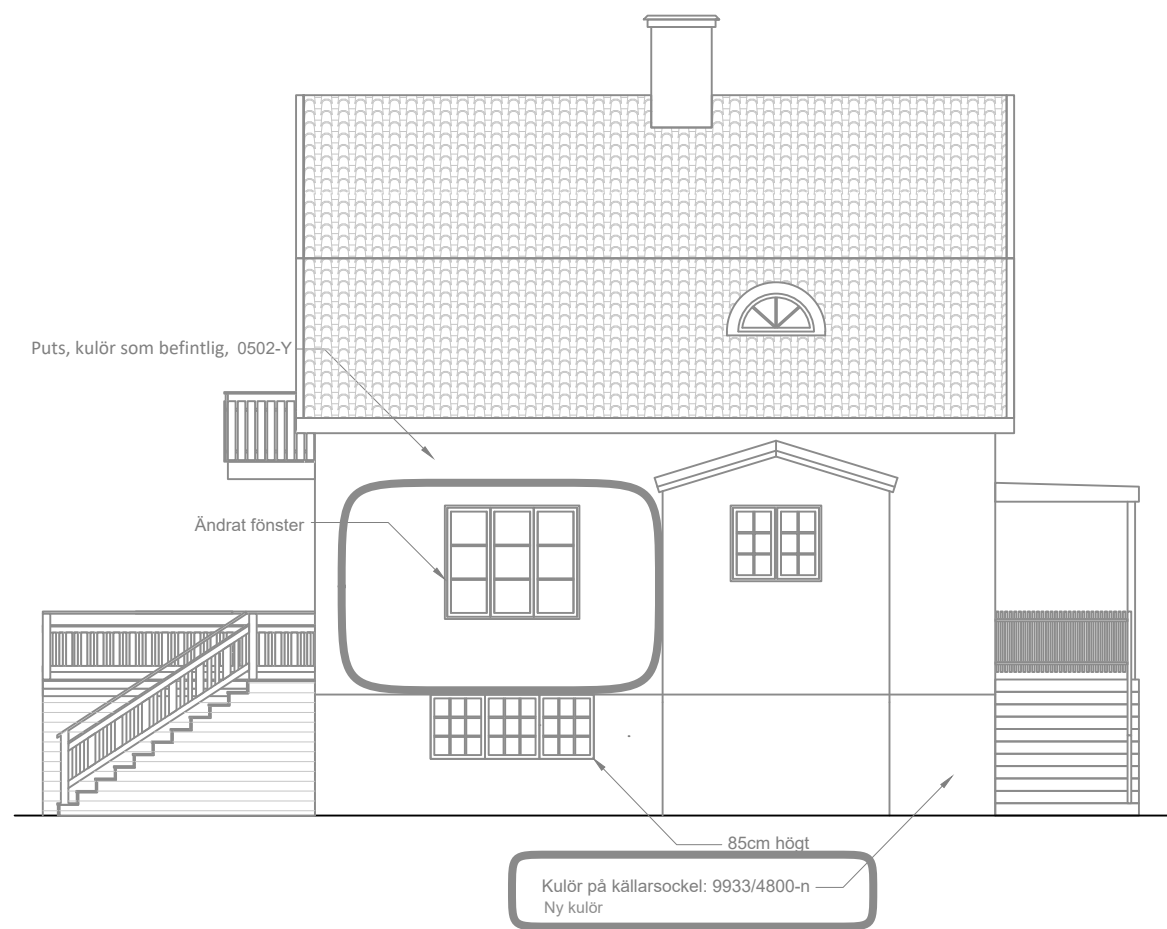 Puts, kulör som befintlig, 0502-Y
Ändrat fönster
85cm högt
Kulör på källarsockel: 9933/4800-n
Ny kulör